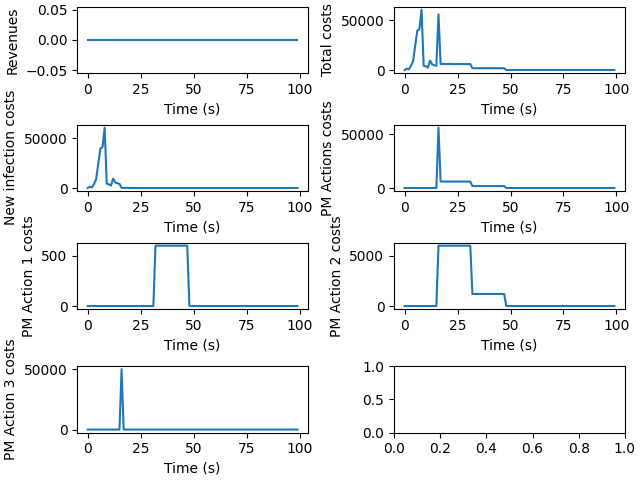 Revenues
0.05
0.00
−0.05
0 25 50 75 100
Time (s)
Total costs
50000
0
0 25 50 75 100
Time (s)
New infection costs
50000
0
0 25 50 75 100
Time (s)
PM Actions costs
50000
0
0 25 50 75 100
Time (s)
PM Action 1 costs
500
0
0 25 50 75 100
Time (s)
PM Action 2 costs
5000
0
0 25 50 75 100
Time (s)
PM Action 3 costs
50000
0
0 25 50 75 100
Time (s)
1.0
0.5
0.0
0.0 0.2 0.4 0.6 0.8 1.0